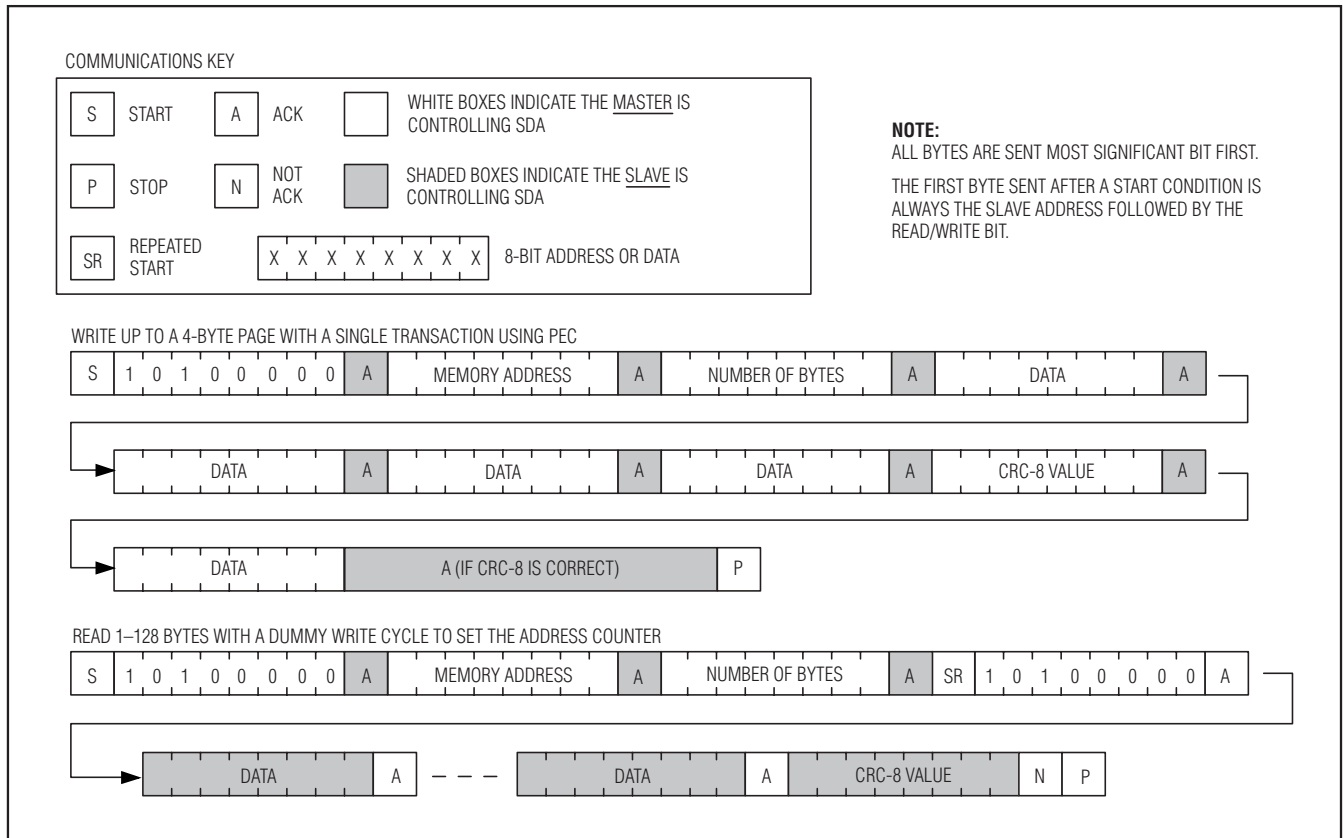 COMMUNICATIONS KEY
S START A ACK WHITE BOXES INDICATE THE MASTER IS
CONTROLLING SDA
P STOP N NOT
ACK SHADED BOXES INDICATE THE SLAVE IS
CONTROLLING SDA
SR REPEATED
START X X X X X X X X 8-BIT ADDRESS OR DATA
NOTE:
ALL BYTES ARE SENT MOST SIGNIFICANT BIT FIRST.
THE FIRST BYTE SENT AFTER A START CONDITION IS
ALWAYS THE SLAVE ADDRESS FOLLOWED BY THE
READ/WRITE BIT.
WRITE UP TO A 4-BYTE PAGE WITH A SINGLE TRANSACTION USING PEC
S 1 0 1 0 0 0 0 0 A MEMORY ADDRESS A NUMBER OF BYTES A DATA A
DATA A DATA A DATA A CRC-8 VALUE A
DATA A (IF CRC-8 IS CORRECT) P
READ 1–128 BYTES WITH A DUMMY WRITE CYCLE TO SET THE ADDRESS COUNTER
S 1 0 1 0 0 0 0 0 A MEMORY ADDRESS A NUMBER OF BYTES A SR 1 0 1 0 0 0 0 0 A
DATA A DATA A CRC-8 VALUE N P